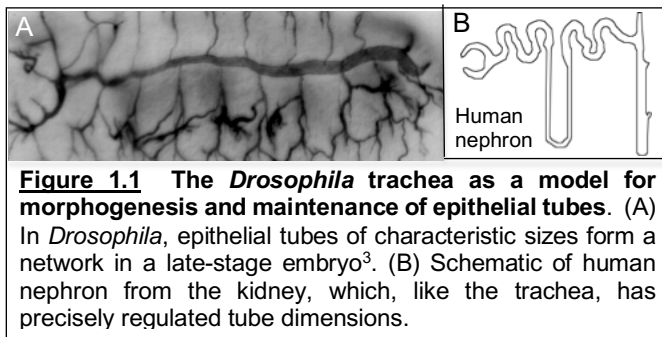 A
B
Human
nephron
Figure 1.1 The Drosophila trachea as a model for
morphogenesis and maintenance of epithelial tubes. (A)
In Drosophila, epithelial tubes of characteristic sizes form a
network in a late-stage embryo³. (B) Schematic of human
nephron from the kidney, which, like the trachea, has
precisely regulated tube dimensions.